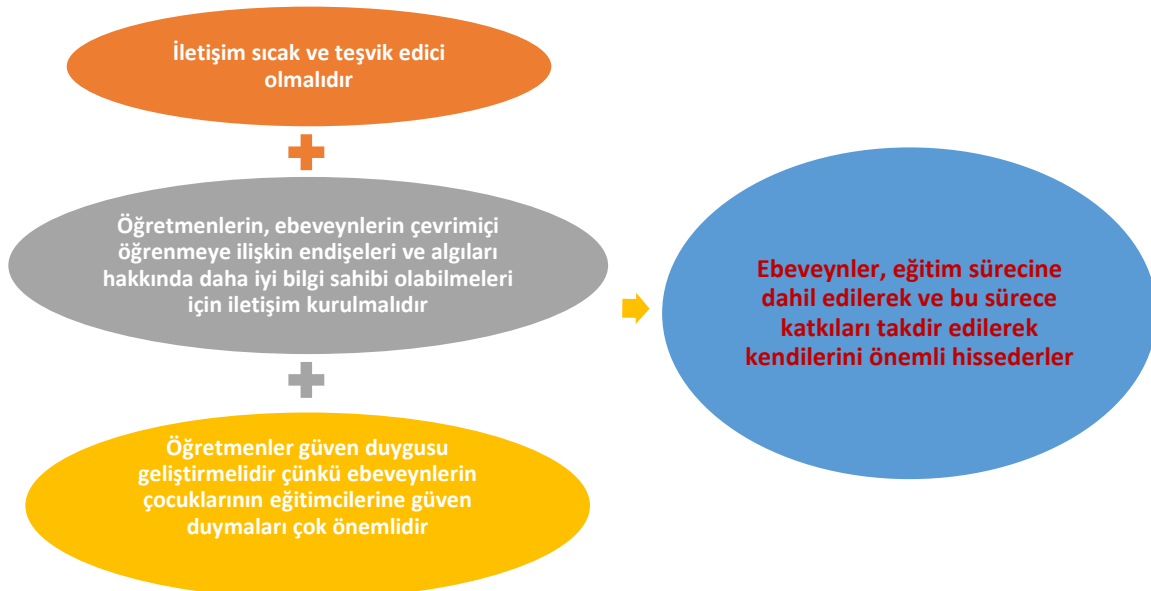 İletişim sıcak ve teşvik edici
olmalıdır
Öğretmenlerin, ebeveynlerin çevrimiçi
öğrenmeye ilişkin endişeleri ve algıları
hakkında daha iyi bilgi sahibi olabilmeleri
için iletişim kurulmalıdır
Öğretmenler güven duygusu
geliştirmelidir çünkü ebeveynlerin
çocuklarının eğitimcilerine güven
duymaları çok önemlidir
Ebeveynler, eğitim sürecine
dahil edilerek ve bu sürece
katkıları takdir edilerek
kendilerini önemli hissederler